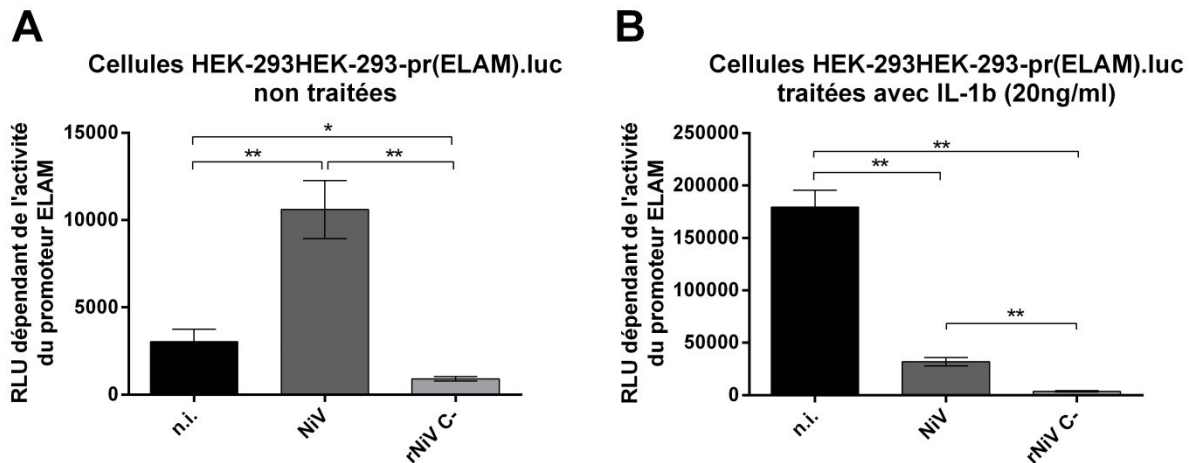 A
Cellules HEK-293HEK-293-pr(ELAM).luc
non traitées
RLU dépendant de l'activité
du promoteur ELAM
15000
10000
5000
0
*
**
**
n.i.
NiV
rNiV C-
B
Cellules HEK-293HEK-293-pr(ELAM).luc
traitées avec IL-1b (20ng/ml)
RLU dépendant de l'activité
du promoteur ELAM
250000
200000
150000
100000
50000
0
**
**
**
n.i.
NiV
rNiV C-